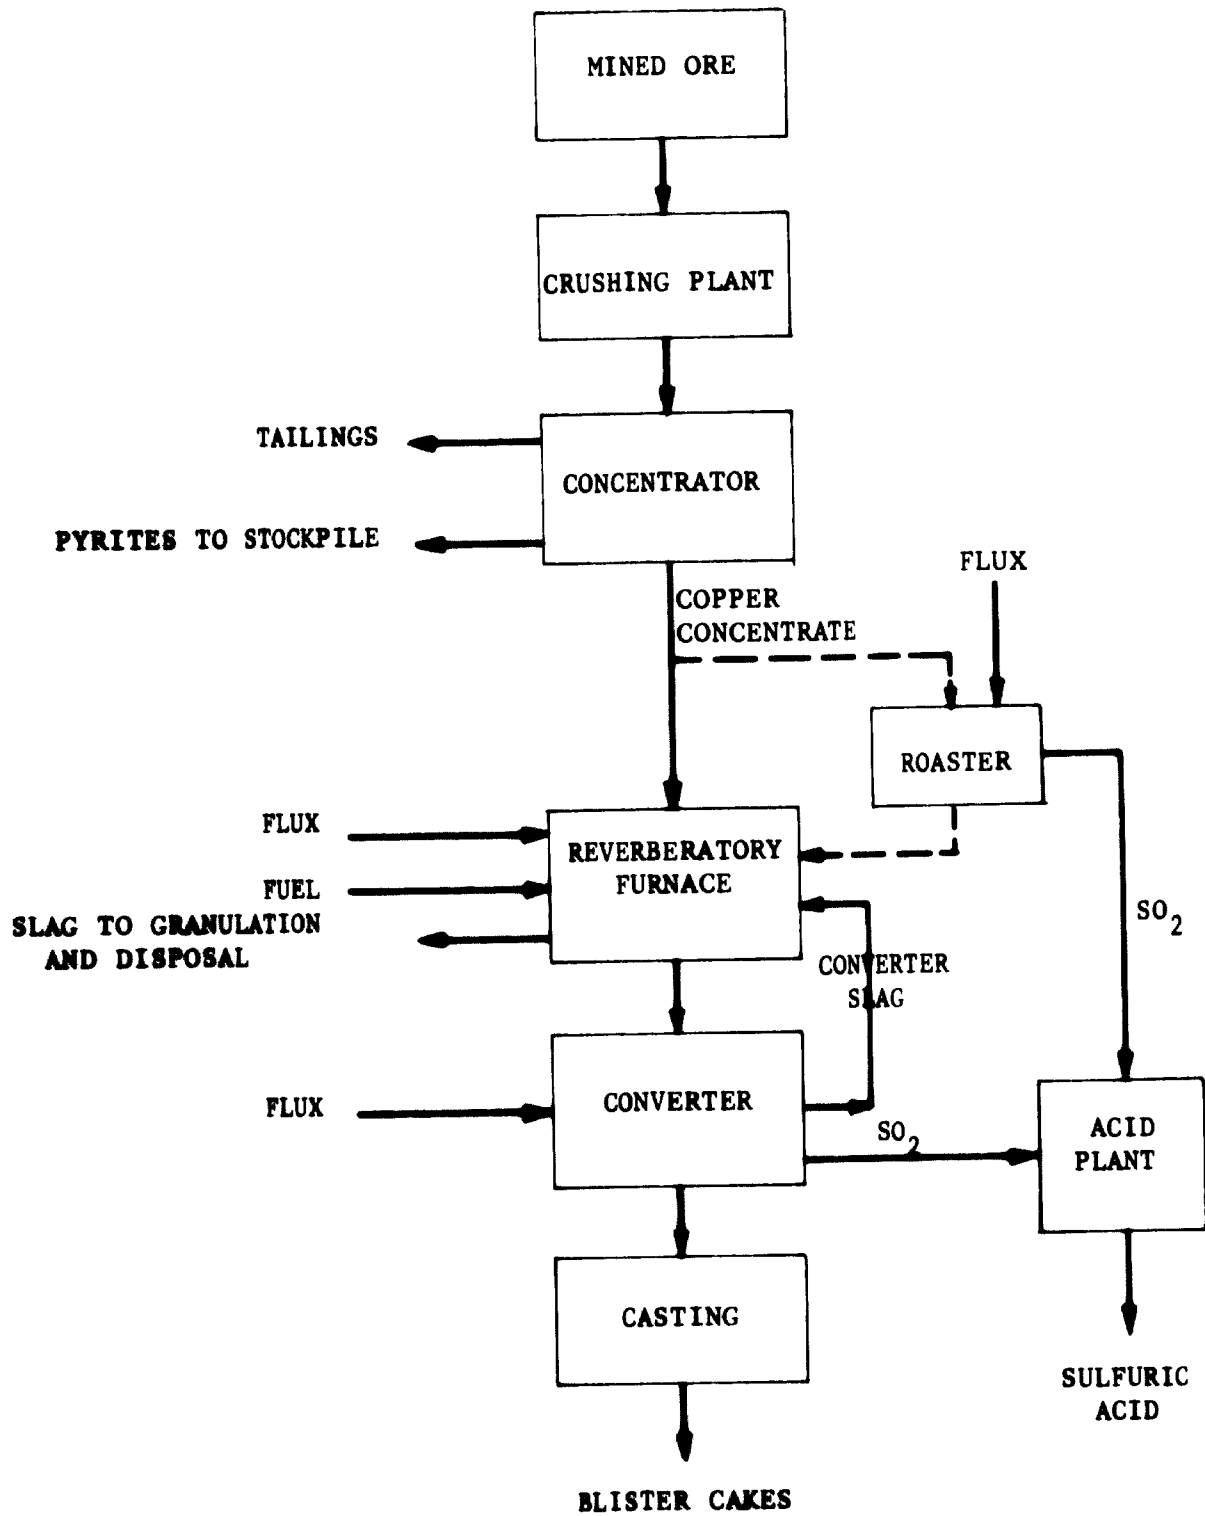 MINED ORE
CRUSHING PLANT
TAILINGS
CONCENTRATOR
PYRITES TO STOCKPILE
FLUX
COPPER
CONCENTRATE
ROASTER
FLUX
REVERBERATORY
FURNACE
FUEL
SLAG TO GRANULATION
AND DISPOSAL
SO2
CONVERTER
SLAG
FLUX
CONVERTER
SO2
ACID
PLANT
CASTING
SULFURIC
ACID
BLISTER CAKES